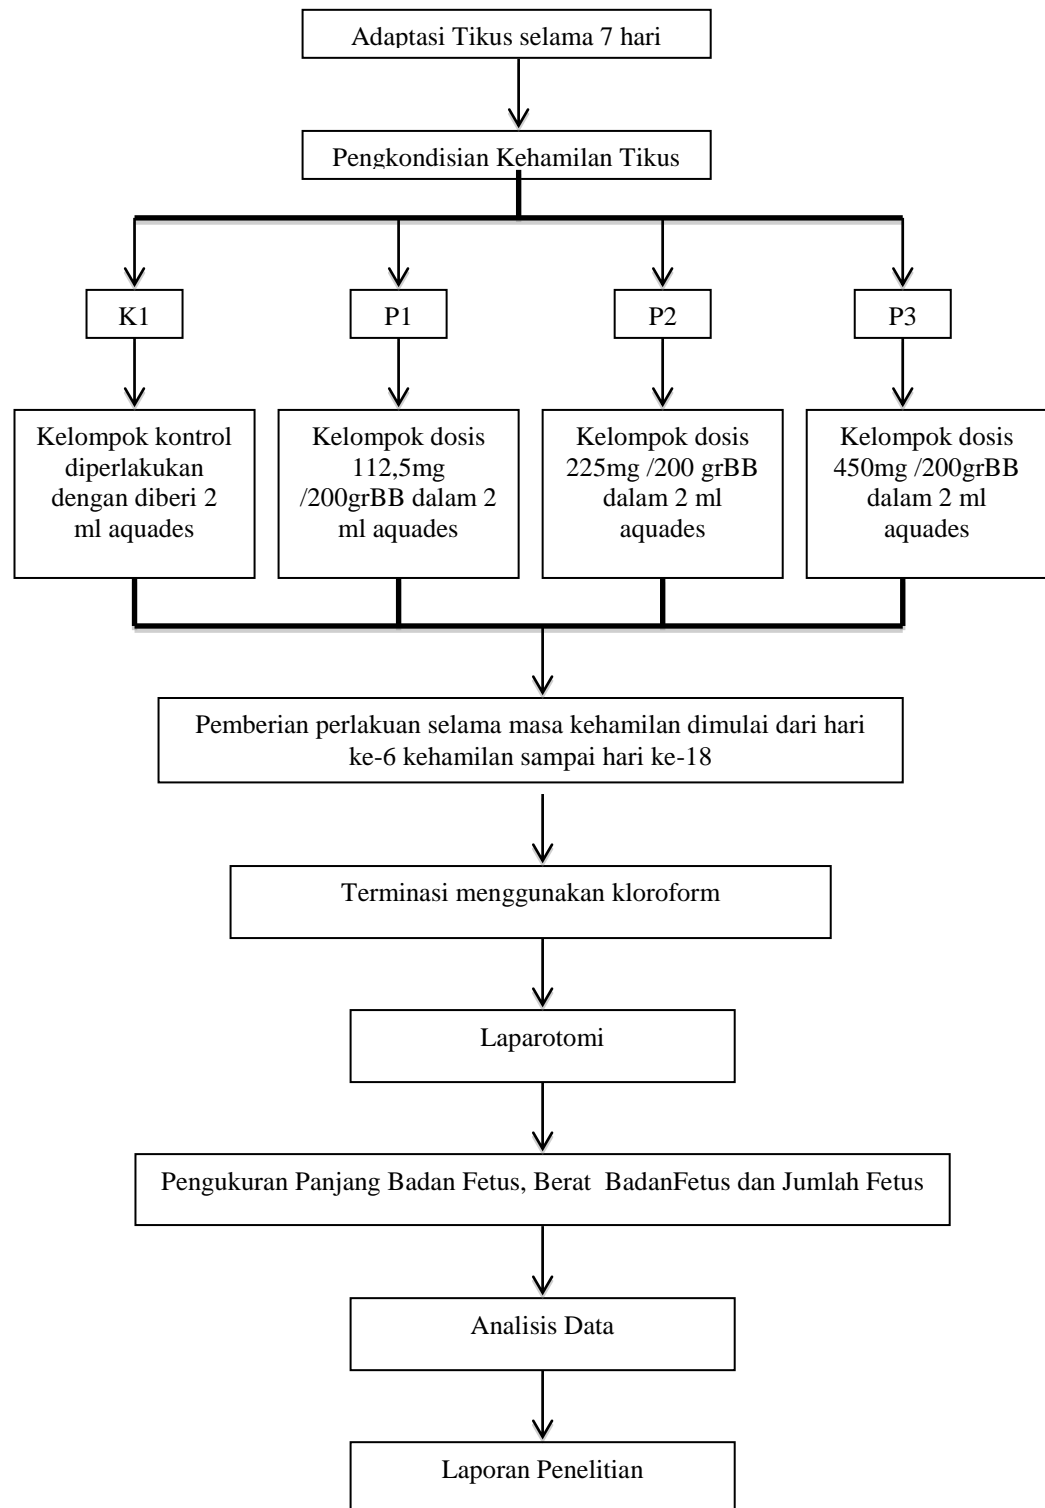 Adaptasi Tikus selama 7 hari
Pengkondisian Kehamilan Tikus
K1
P1
P2
P3
Kelompok kontrol
diperlakukan
dengan diberi 2
ml aquades
Kelompok dosis
112,5mg
/200grBB dalam 2
ml aquades
Kelompok dosis
225mg /200 grBB
dalam 2 ml
aquades
Kelompok dosis
450mg /200grBB
dalam 2 ml
aquades
Pemberian perlakuan selama masa kehamilan dimulai dari hari
ke-6 kehamilan sampai hari ke-18
Terminasi menggunakan kloroform
Laparotomi
Pengukuran Panjang Badan Fetus, Berat BadanFetus dan Jumlah Fetus
Analisis Data
Laporan Penelitian